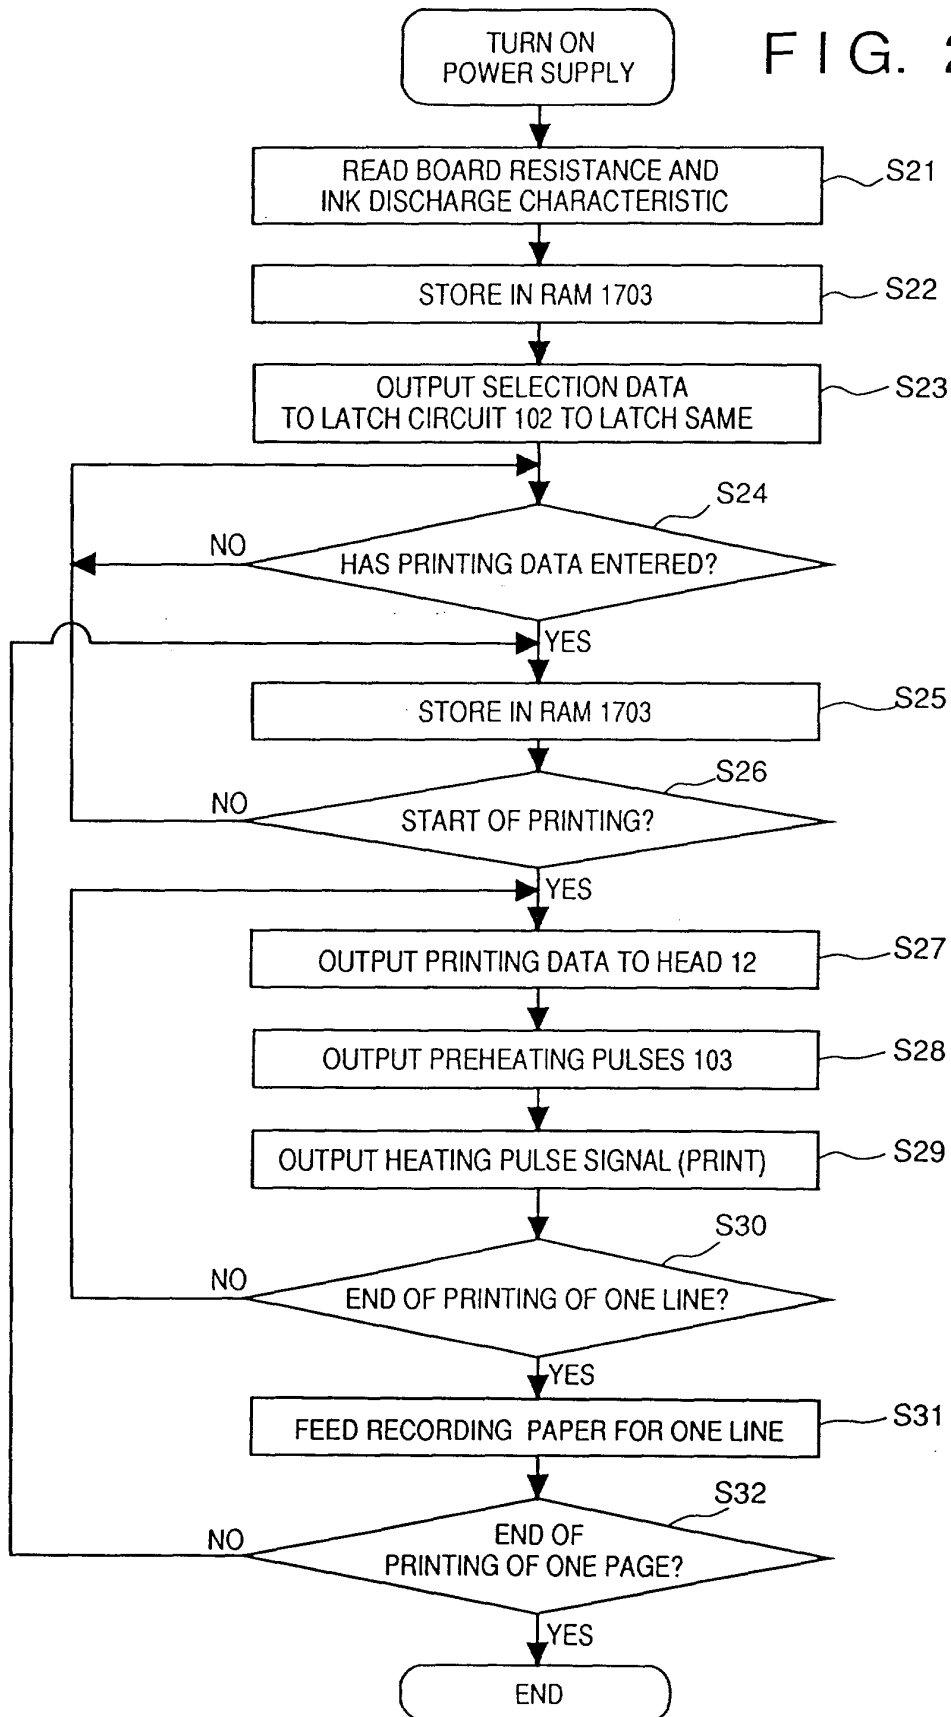 FIG. 2
TURN ON
POWER SUPPLY
READ BOARD RESISTANCE AND
INK DISCHARGE CHARACTERISTIC
S21
STORE IN RAM 1703
S22
OUTPUT SELECTION DATA
TO LATCH CIRCUIT 102 TO LATCH SAME
S23
S24
NO
HAS PRINTING DATA ENTERED?
YES
STORE IN RAM 1703
S25
S26
NO
START OF PRINTING?
YES
OUTPUT PRINTING DATA TO HEAD 12
S27
OUTPUT PREHEATING PULSES 103
S28
OUTPUT HEATING PULSE SIGNAL (PRINT)
S29
S30
NO
END OF PRINTING OF ONE LINE?
YES
FEED RECORDING PAPER FOR ONE LINE
S31
S32
NO
END OF
PRINTING OF ONE PAGE?
YES
END